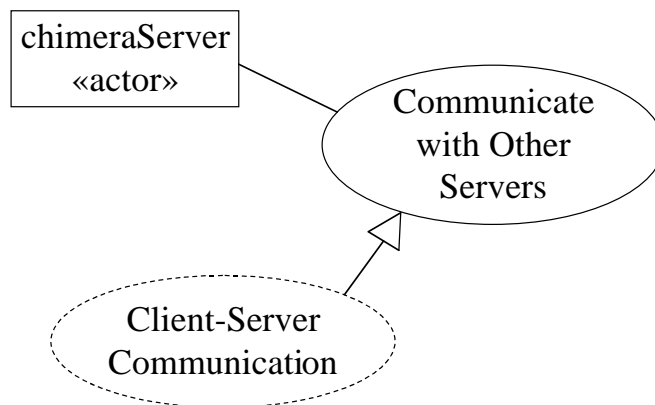 chimeraServer
«actor»
Communicate
with Other
Servers
Client-Server
Communication